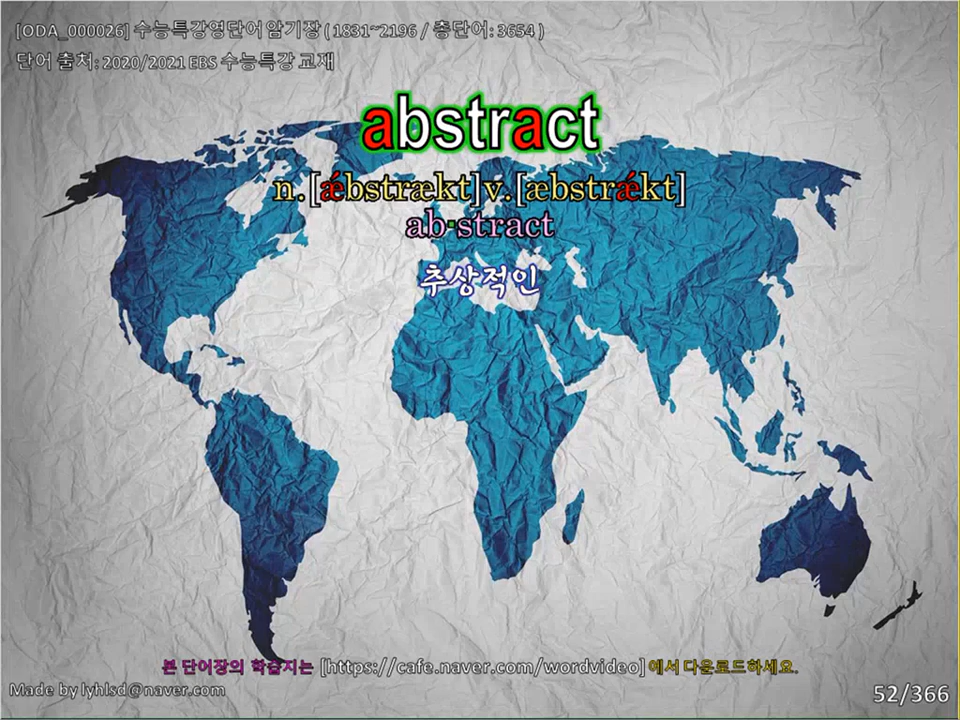 [ODA_000026] 수능특강영단어 암기장 ( 1831~2196 / 총단어: 3654 )
단어 출처: 2020/2021 EBS 수능특강 교재
abstract
n.[ǽbstrækt]v.[æbstrǽkt]
ab·stract
추상적인
본 단어장의 학습지는 [https://cafe.naver.com/wordvideo]에서 다운로드하세요.
Made by lyhlsd@naver.com
52/366